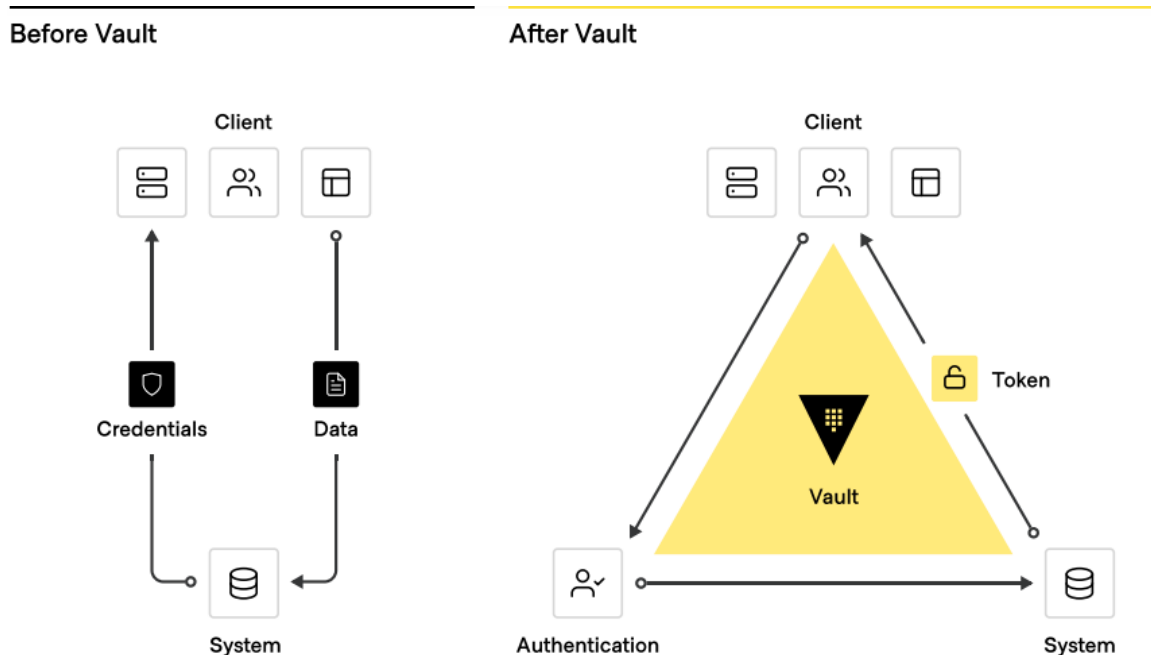 Before Vault
Client
Credentials
Data
System
After Vault
Client
Token
Vault
Authentication
System